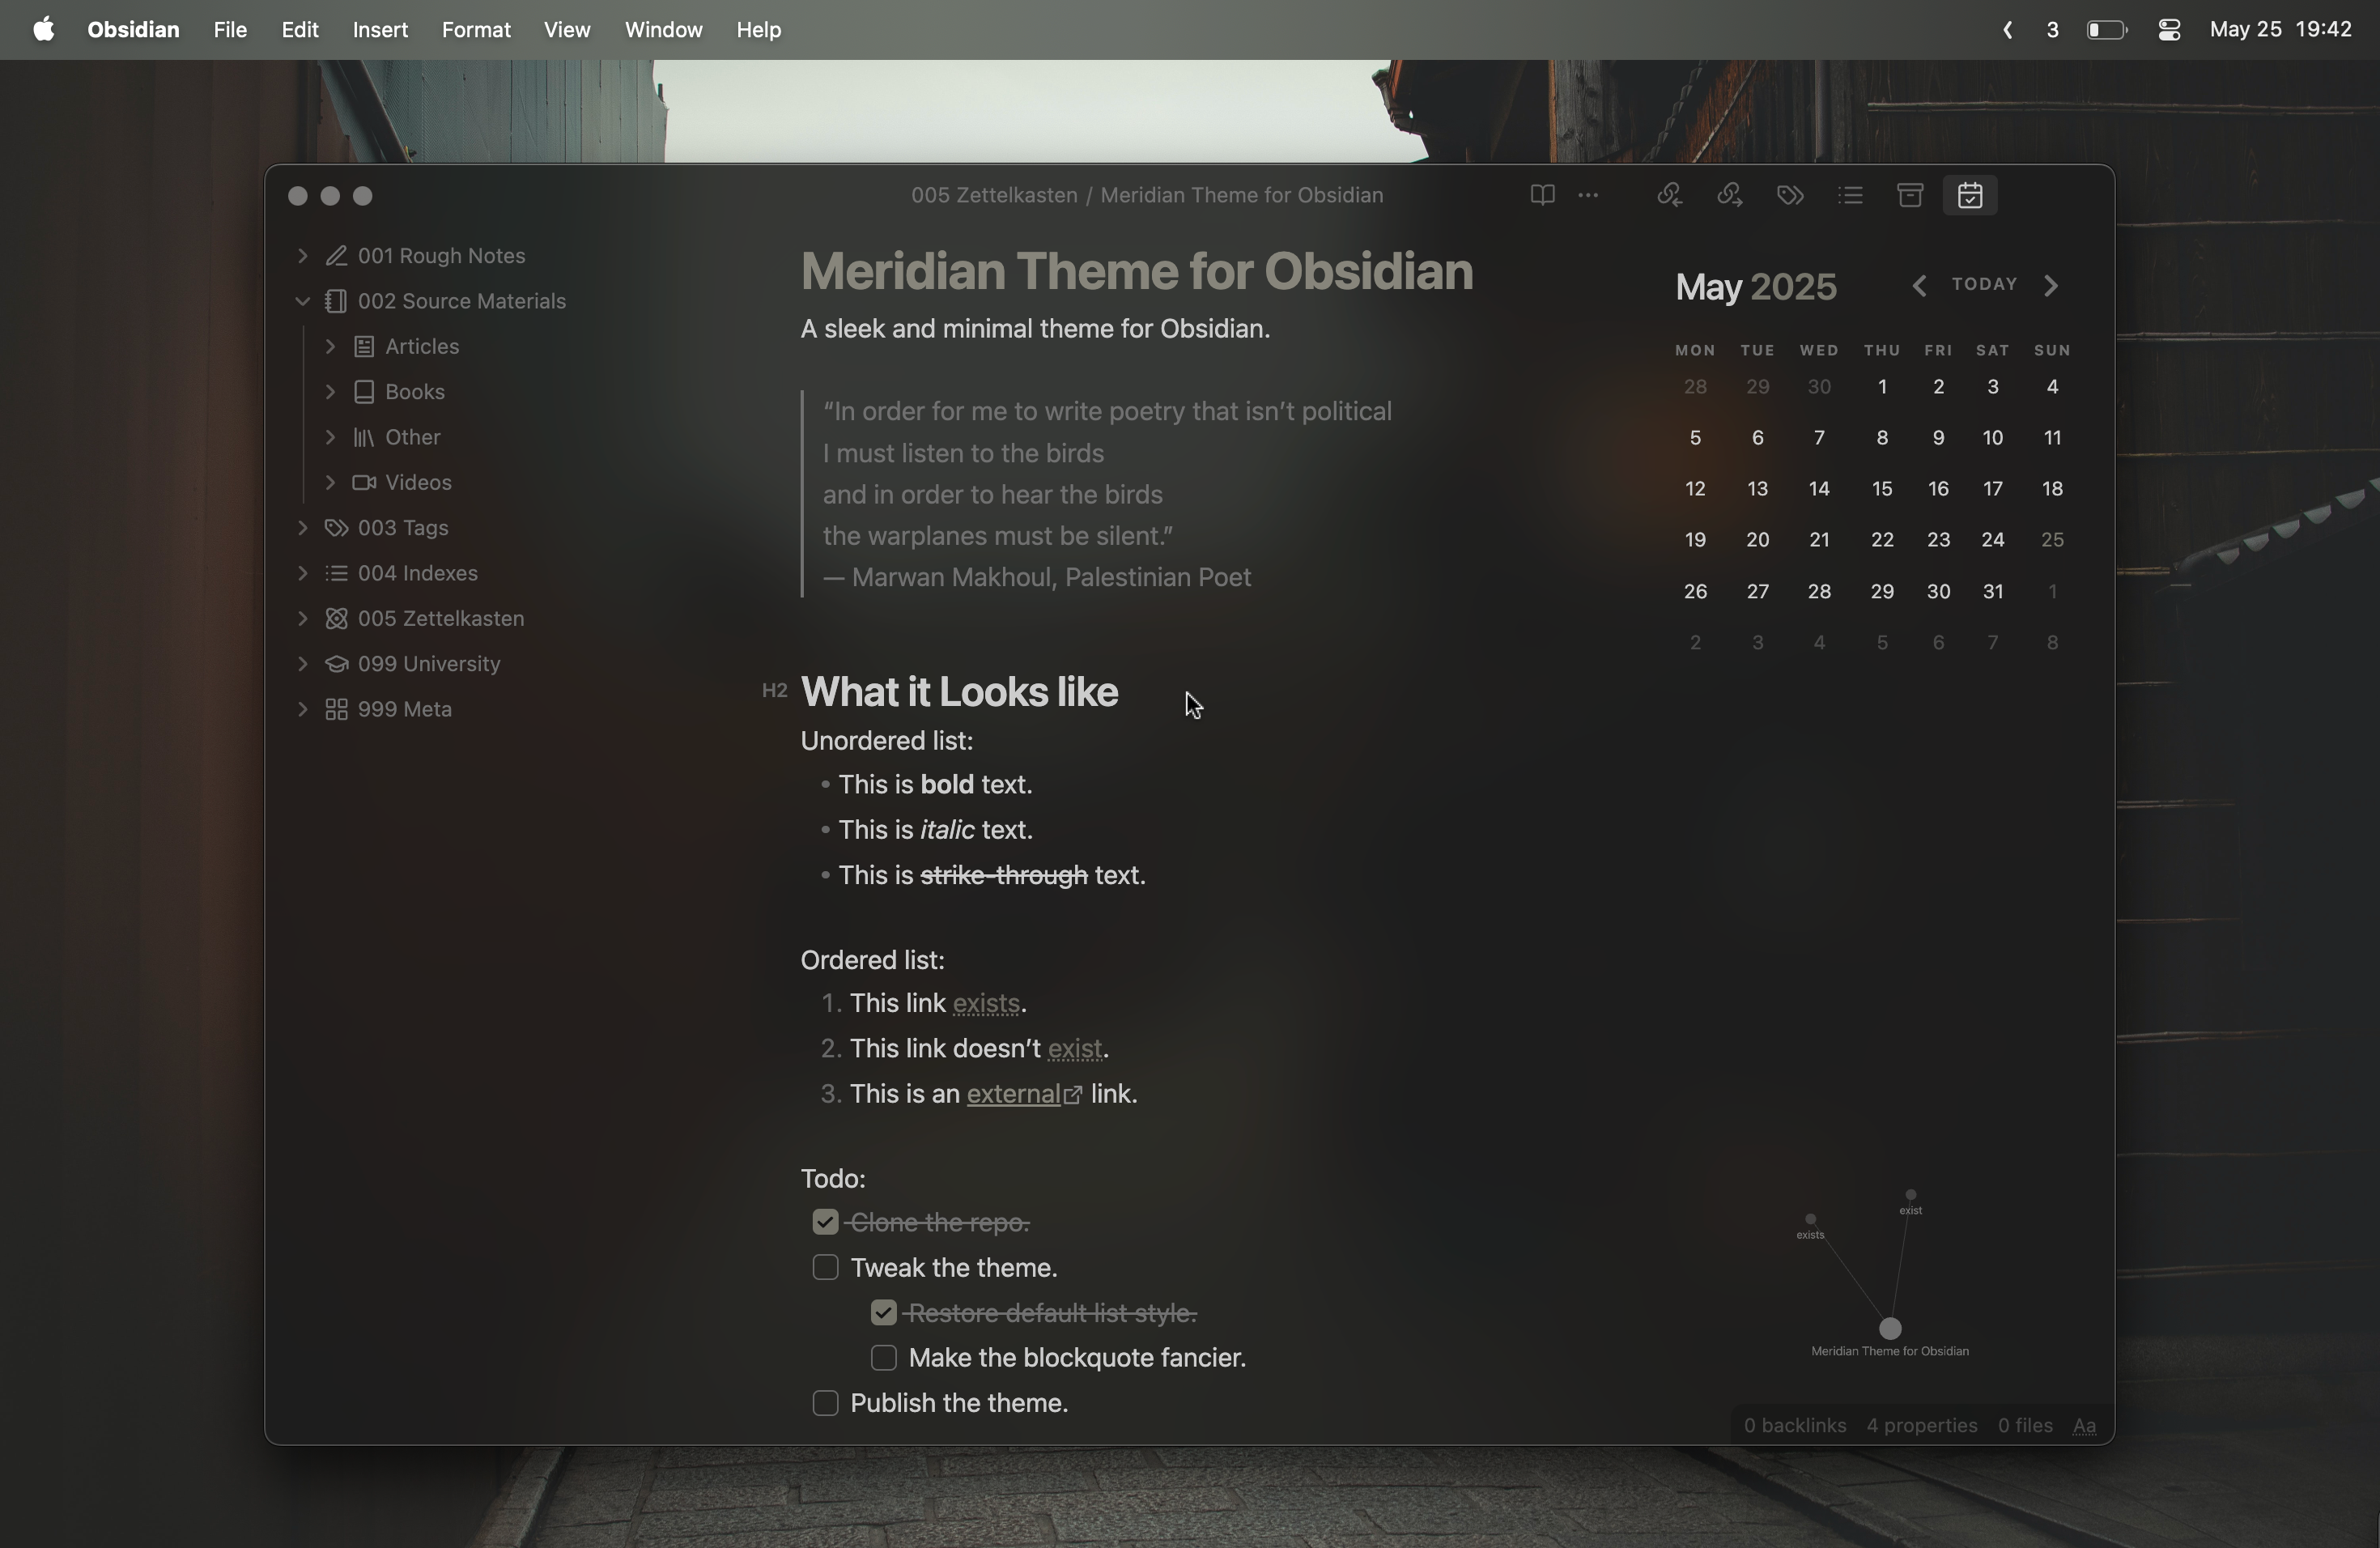 Obsidian File Edit Insert Format View Window Help 3 May 25 19:42
005 Zettelkasten / Meridian Theme for Obsidian
001 Rough Notes
002 Source Materials
Articles
Books
Other
Videos
003 Tags
004 Indexes
005 Zettelkasten
099 University
999 Meta
Meridian Theme for Obsidian
A sleek and minimal theme for Obsidian.
“In order for me to write poetry that isn’t political
I must listen to the birds
and in order to hear the birds
the warplanes must be silent.”
— Marwan Makhoul, Palestinian Poet
H2 What it Looks like
Unordered list:
• This is bold text.
• This is italic text.
• This is strike-through text.
Ordered list:
1. This link exists.
2. This link doesn’t exist.
3. This is an external link.
Todo:
Clone the repo.
Tweak the theme.
Restore default list style.
Make the blockquote fancier.
Publish the theme.
May 2025 TODAY
MON TUE WED THU FRI SAT SUN
28 29 30 1 2 3 4
5 6 7 8 9 10 11
12 13 14 15 16 17 18
19 20 21 22 23 24 25
26 27 28 29 30 31 1
2 3 4 5 6 7 8
exist
exists
Meridian Theme for Obsidian
0 backlinks 4 properties 0 files Aa